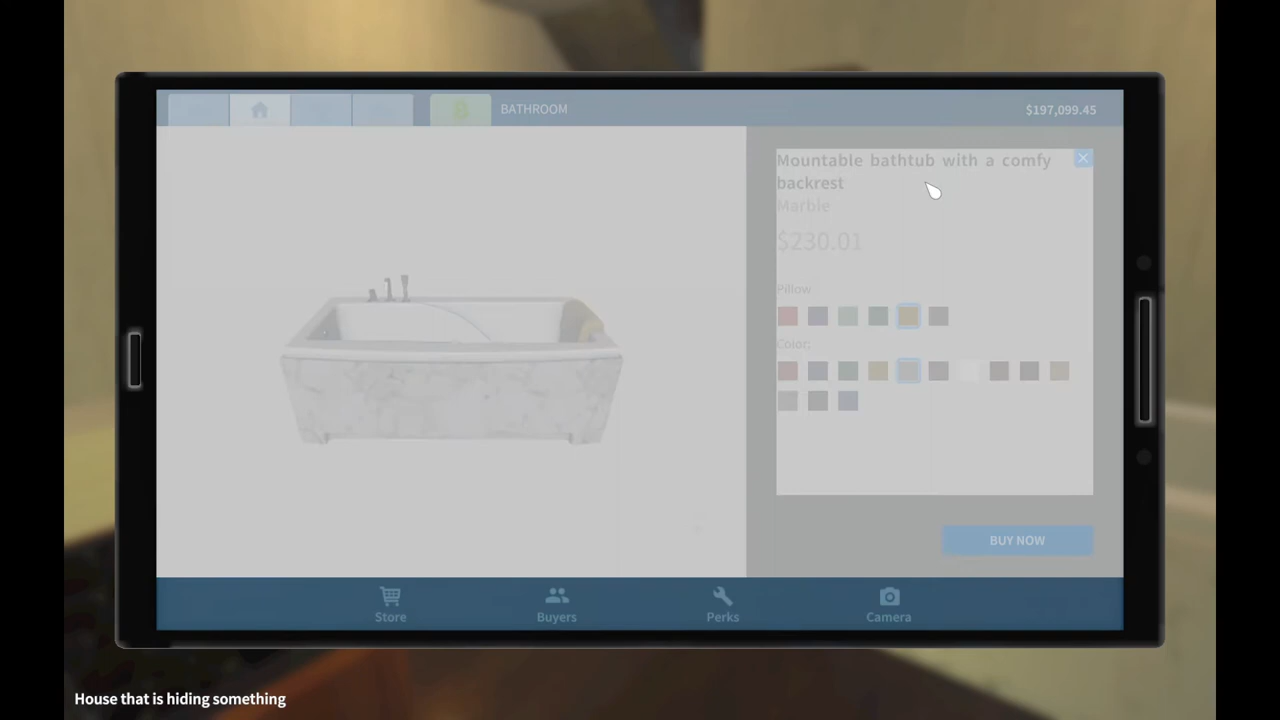 BATHROOM
$197,099.45
Mountable bathtub with a comfy
backrest
Marble
$230.01
Pillow:
Color:
BUY NOW
Store
Buyers
Perks
Camera
House that is hiding something